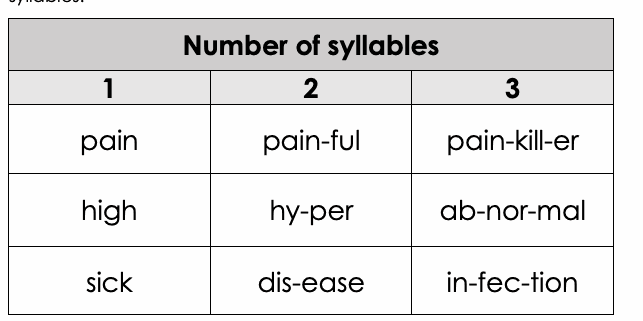 syllables.
Number of syllables
1 2 3
pain pain-ful pain-kill-er
high hy-per ab-nor-mal
sick dis-ease in-fec-tion